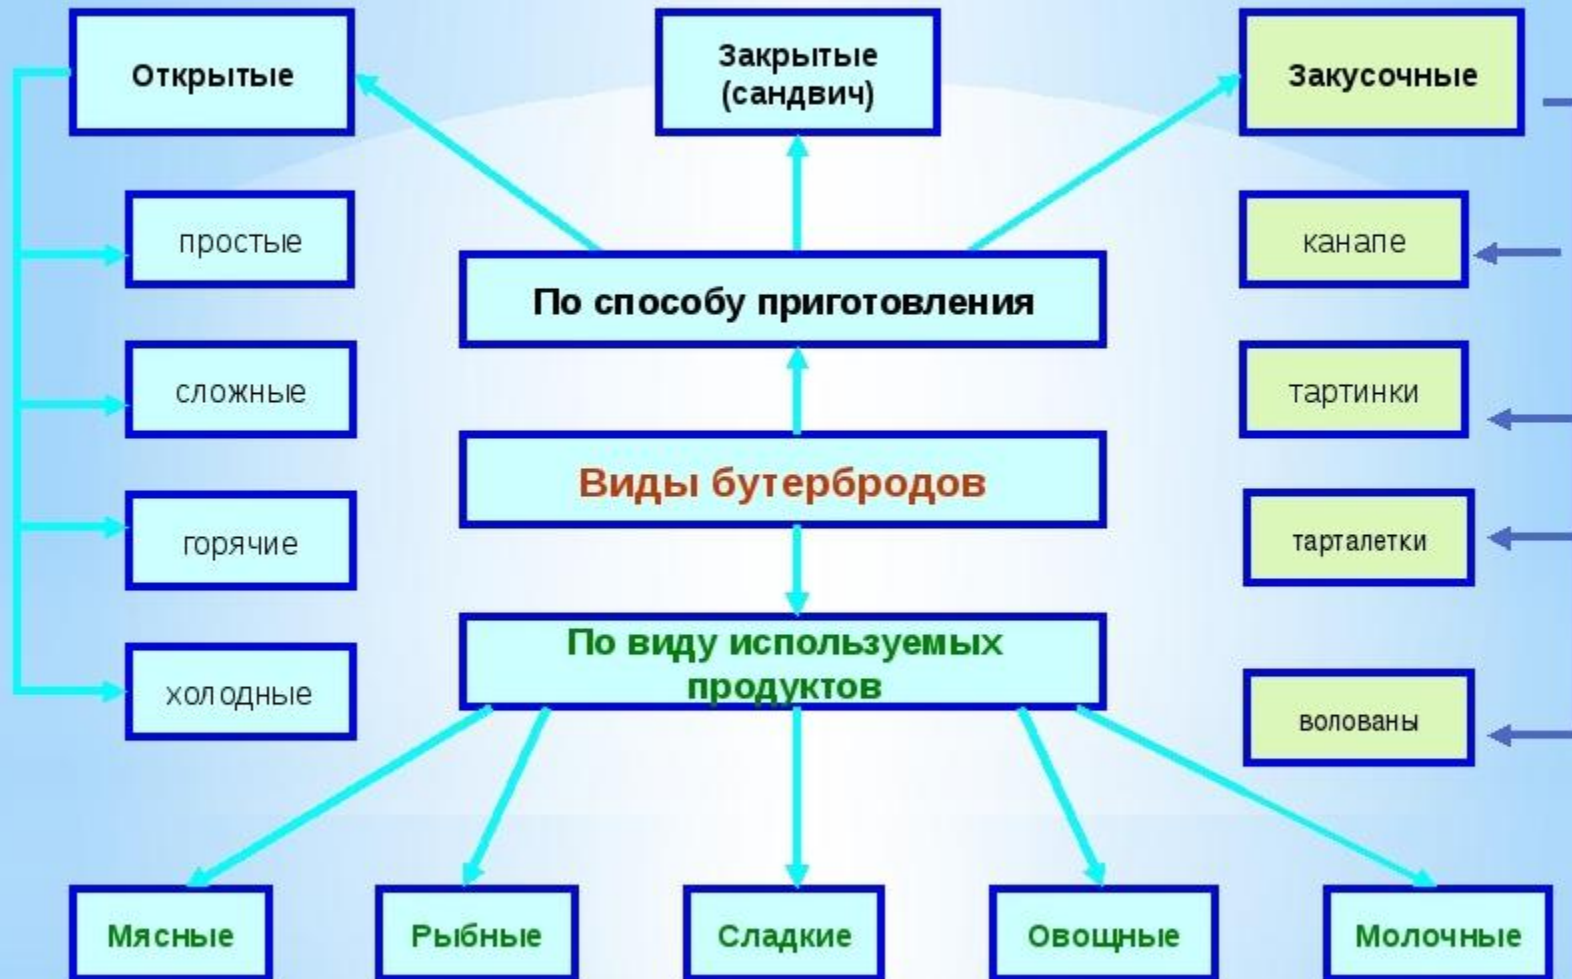 Открытые
Закрытые
(сандвич)
Закусочные
простые
канапе
По способу приготовления
сложные
тартинки
Виды бутербродов
горячие
тарталетки
По виду используемых
продуктов
холодные
волованы
Мясные
Рыбные
Сладкие
Овощные
Молочные